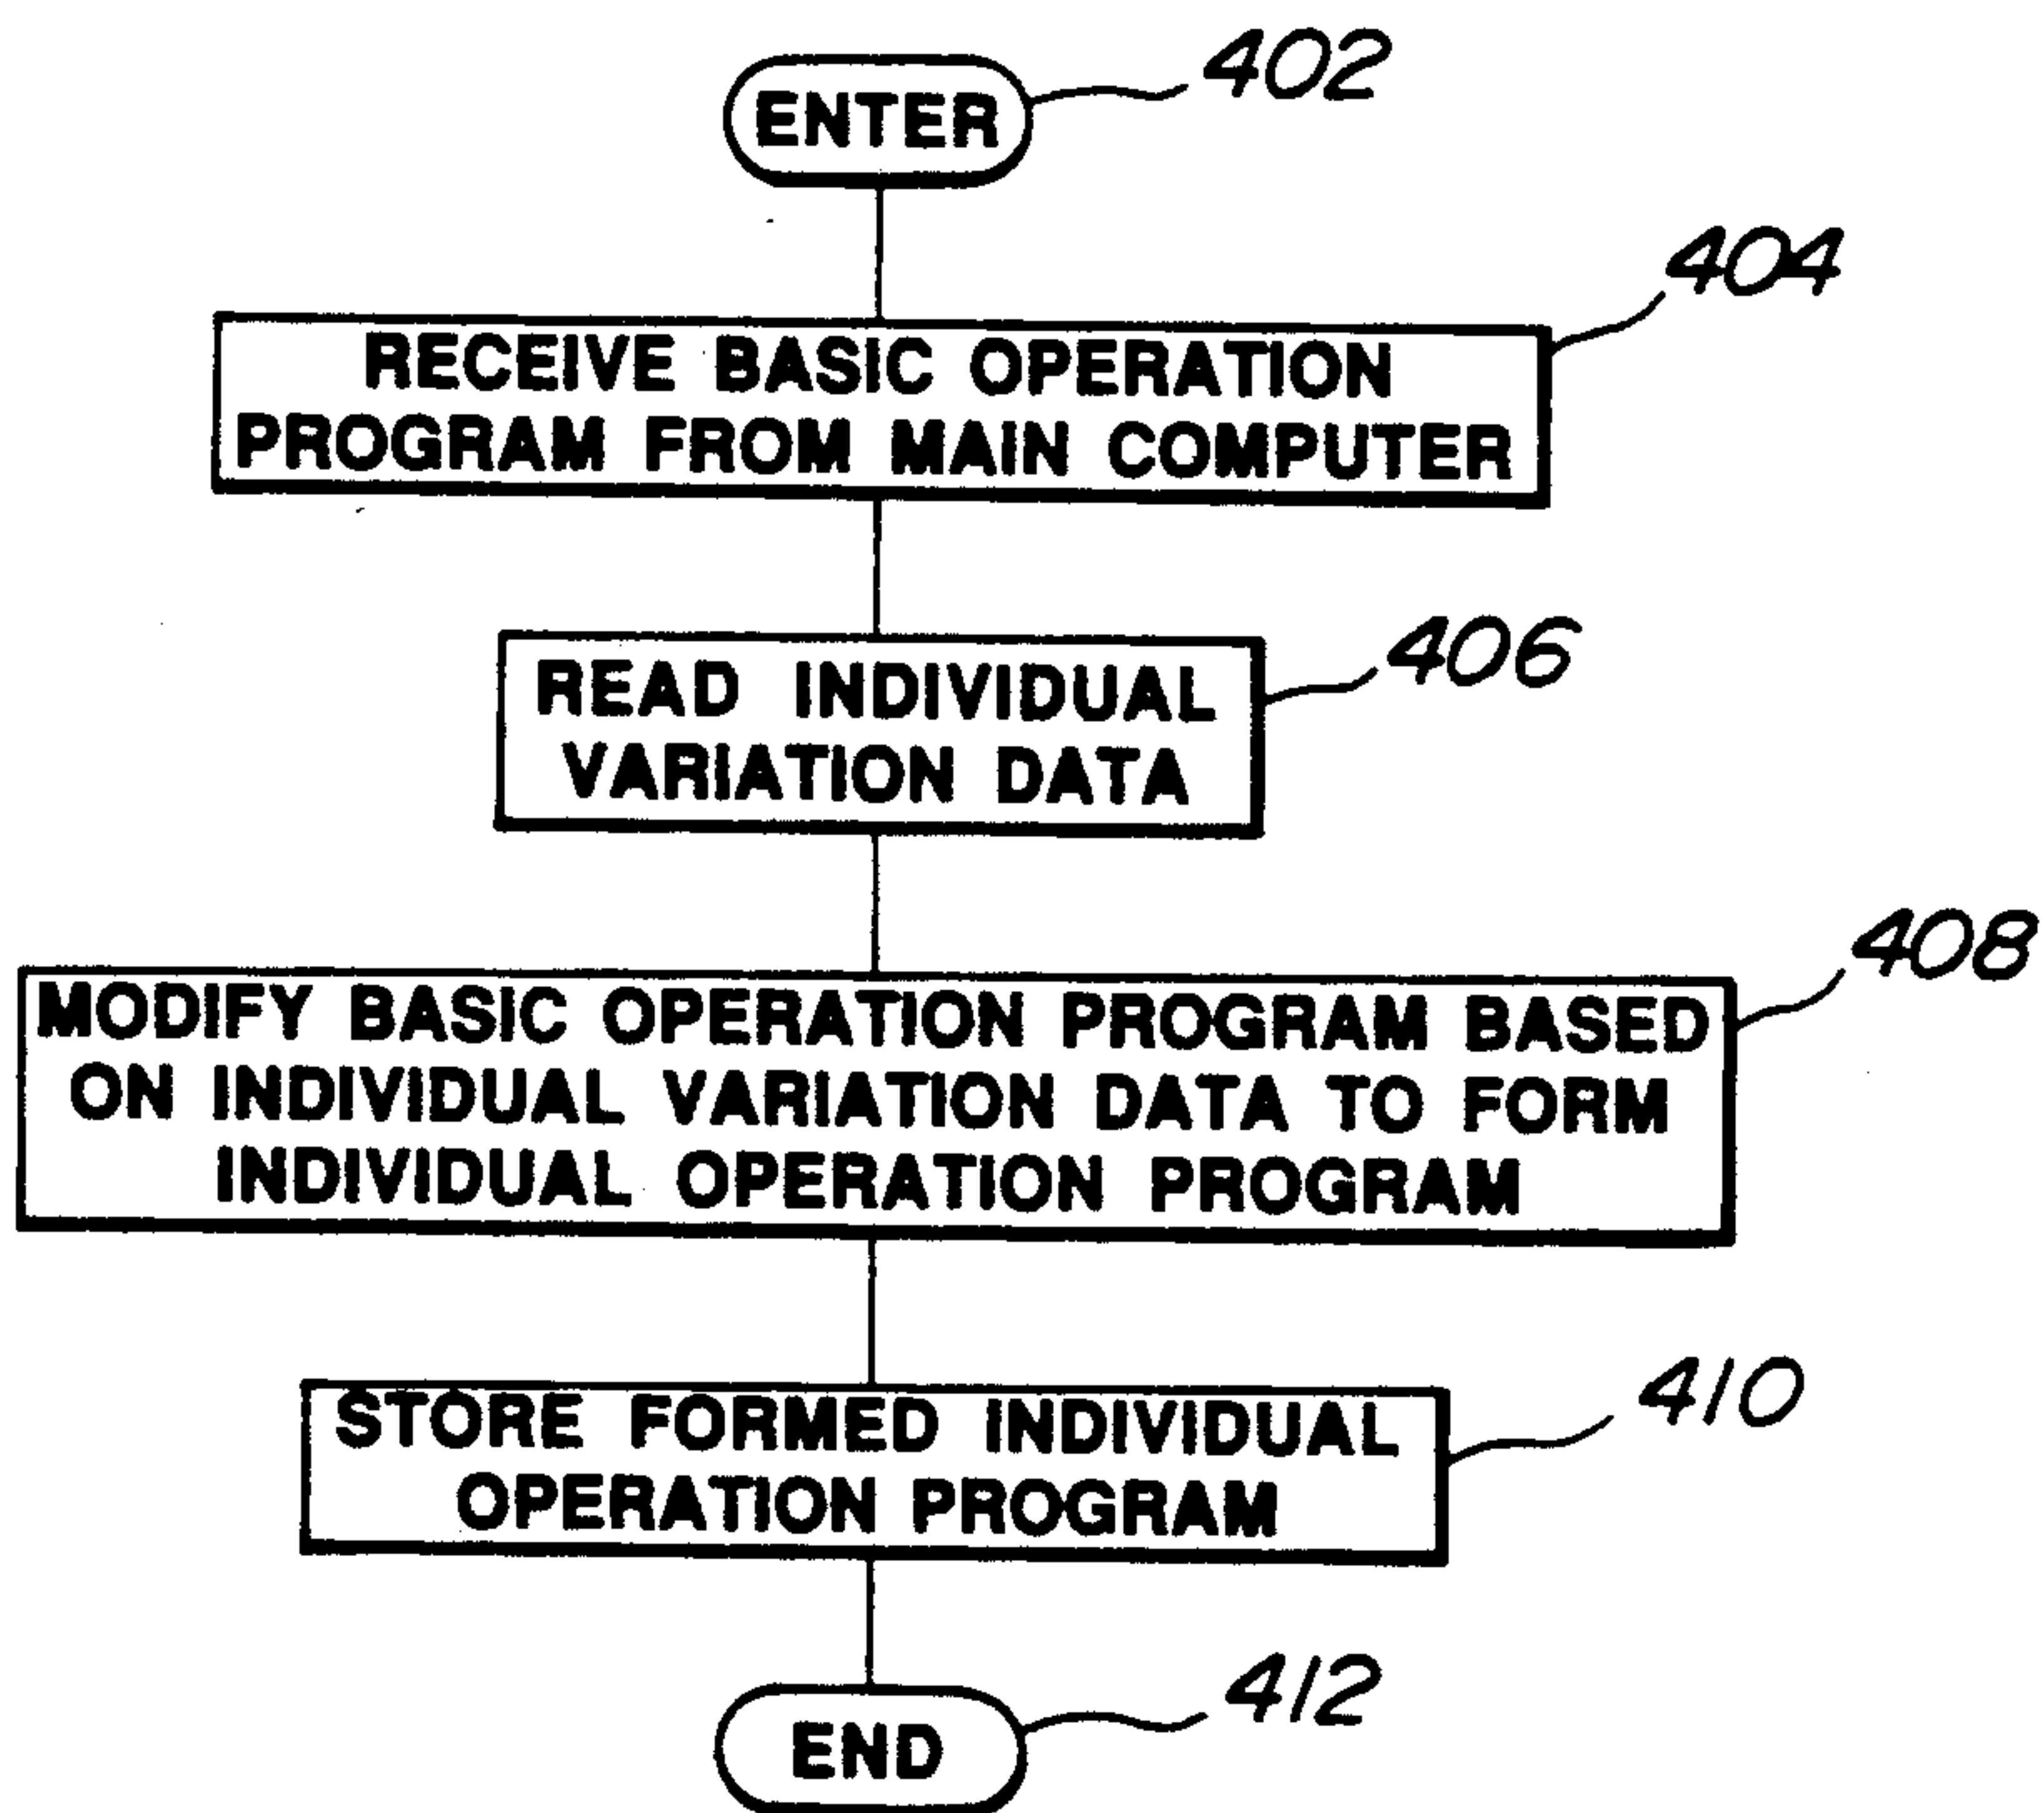 ENTER
402
404
RECEIVE BASIC OPERATION
PROGRAM FROM MAIN COMPUTER
406
READ INDIVIDUAL
VARIATION DATA
408
MODIFY BASIC OPERATION PROGRAM BASED
ON INDIVIDUAL VARIATION DATA TO FORM
INDIVIDUAL OPERATION PROGRAM
410
STORE FORMED INDIVIDUAL
OPERATION PROGRAM
412
END